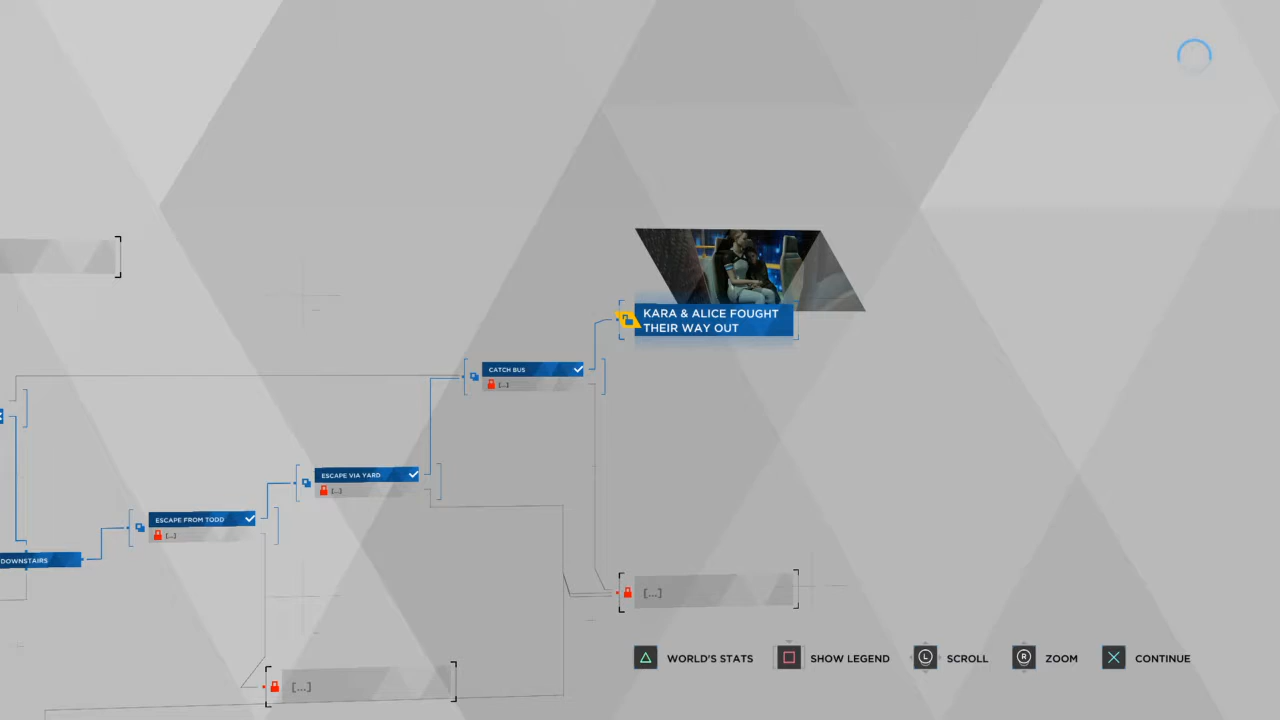 KARA & ALICE FOUGHT
THEIR WAY OUT
CATCH BUS
[...]
ESCAPE VIA YARD
[...]
ESCAPE FROM TODD
[...]
DOWNSTAIRS
[...]
[...]
WORLD'S STATS
SHOW LEGEND
L
SCROLL
R
ZOOM
CONTINUE